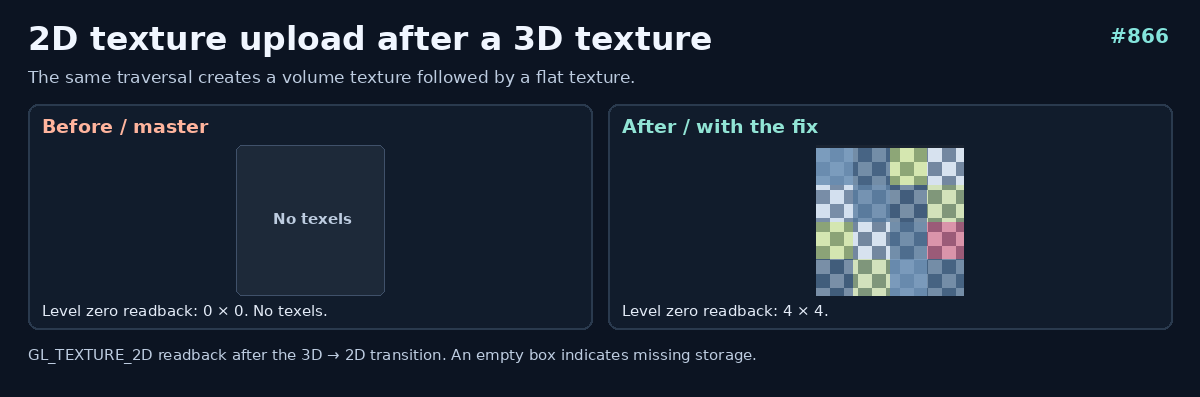 2D texture upload after a 3D texture
#866
The same traversal creates a volume texture followed by a flat texture.
Before / master
No texels
Level zero readback: 0 × 0. No texels.
After / with the fix
Level zero readback: 4 × 4.
GL_TEXTURE_2D readback after the 3D → 2D transition. An empty box indicates missing storage.